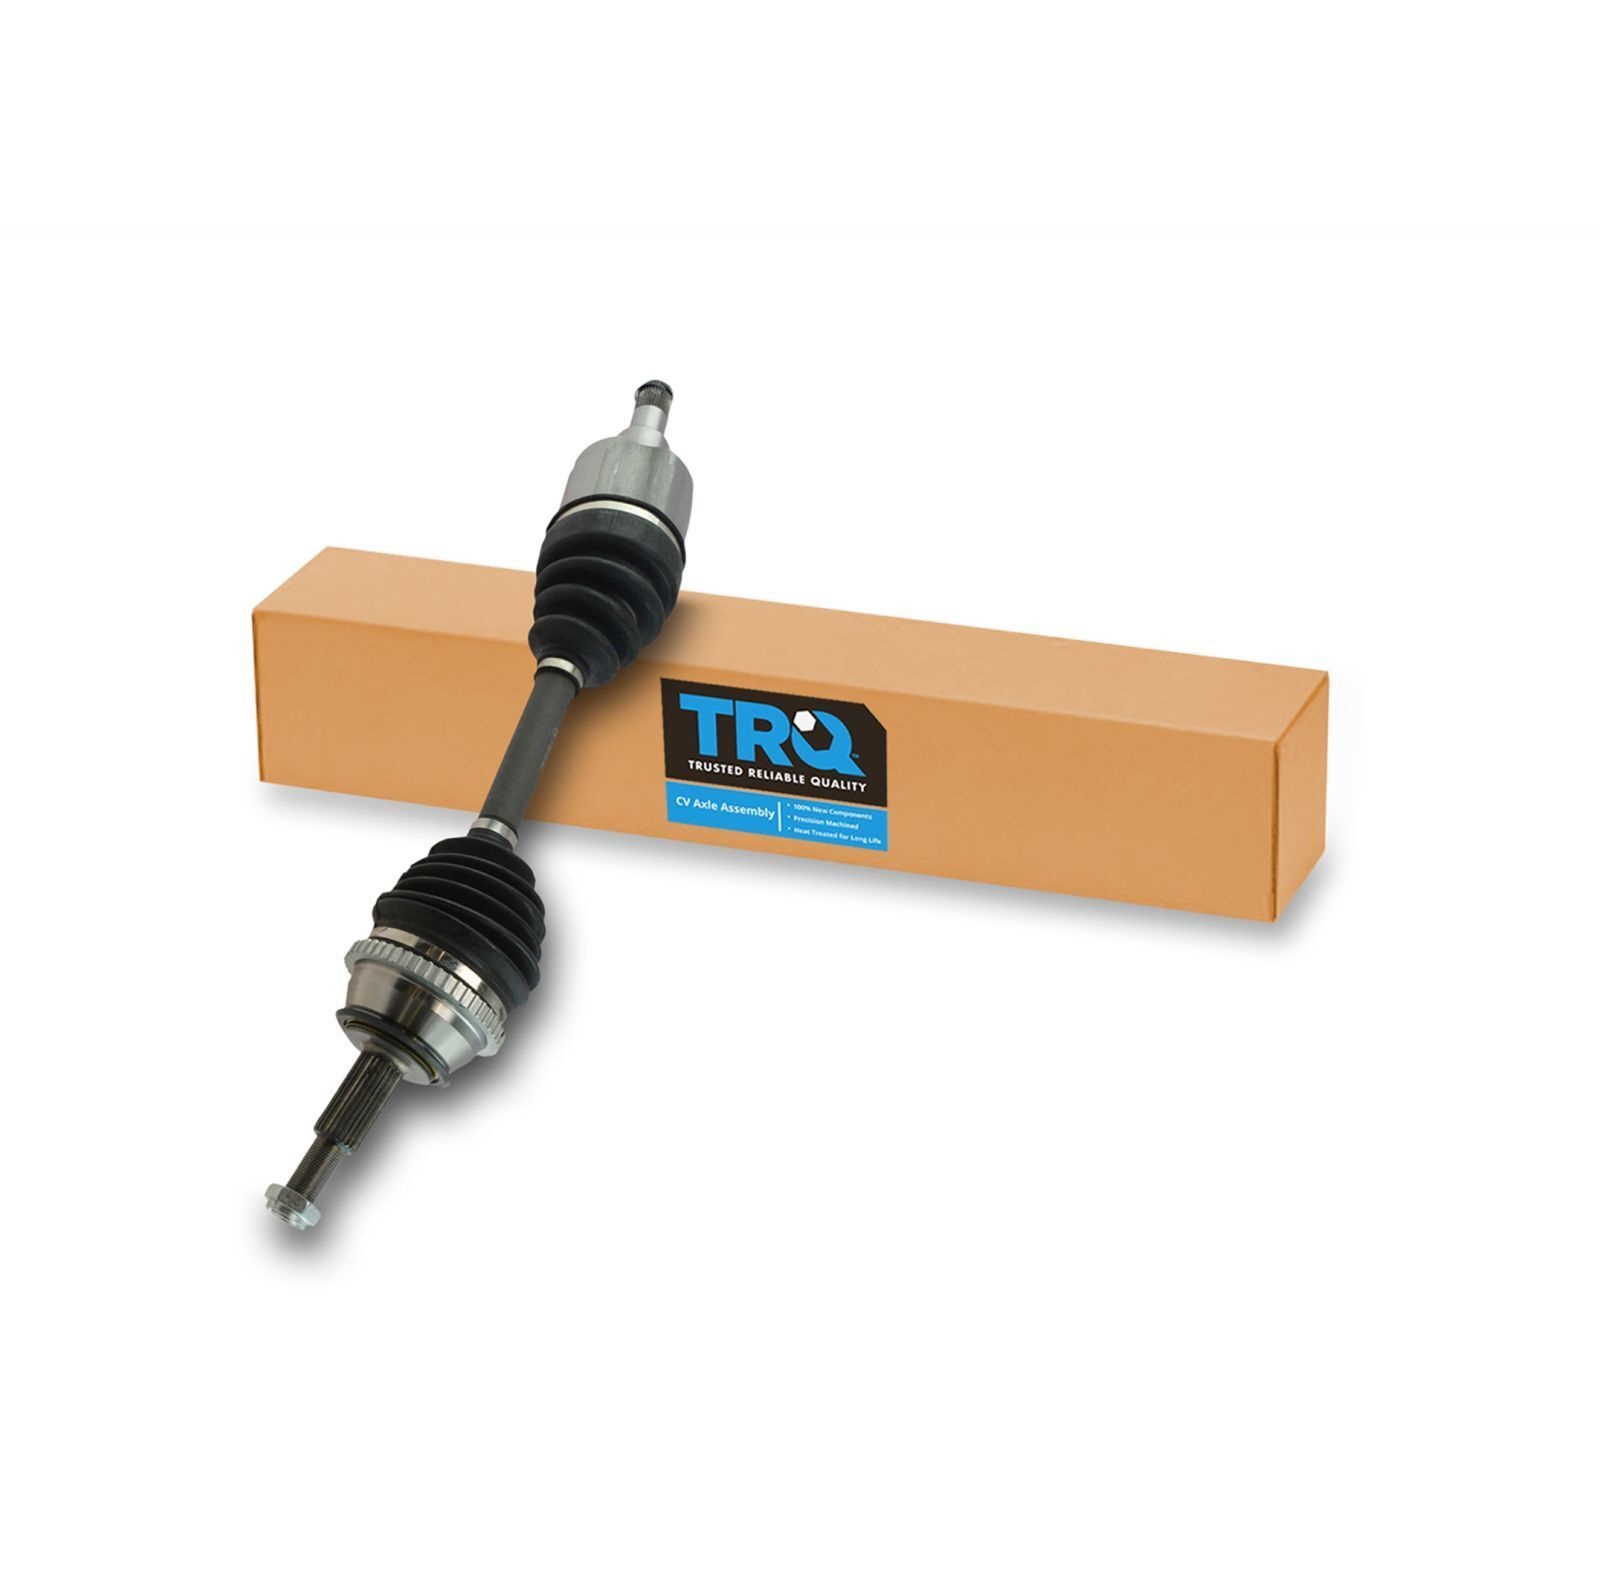 TRQ™
TRUSTED RELIABLE QUALITY
CV Axle Assembly
• 100% New Components
• Precision Machined
• Heat Treated for Long Life